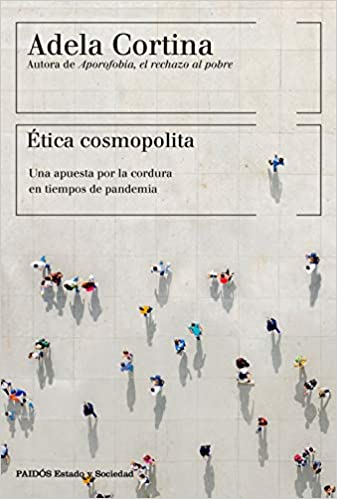 Adela Cortina
Autora de Aporofobia, el rechazo al pobre
Ética cosmopolita
Una apuesta por la cordura
en tiempos de pandemia
PAIDÓS Estado y Sociedad